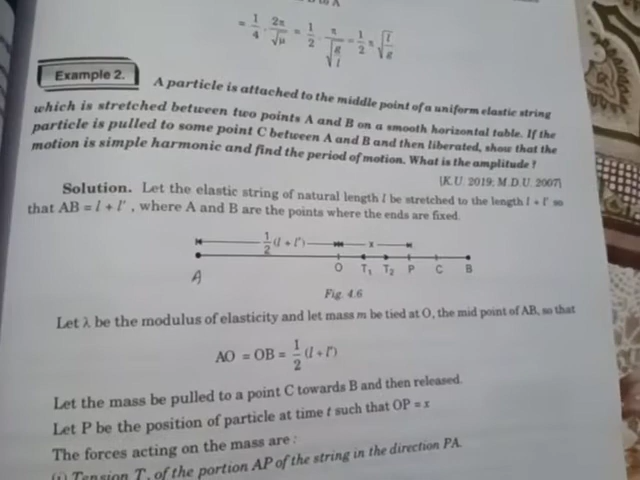 = 1/4 · 2π/√μ = 1/2 · π/√(g/l) = 1/2 π √(l/g)
Example 2. A particle is attached to the middle point of a uniform elastic string
which is stretched between two points A and B on a smooth horizontal table. If the
particle is pulled to some point C between A and B and then liberated, show that the
motion is simple harmonic and find the period of motion. What is the amplitude ?
[K.U. 2019; M.D.U. 2007]
Solution. Let the elastic string of natural length l be stretched to the length l + l' so
that AB = l + l' , where A and B are the points where the ends are fixed.
1/2 (l + l') x
O T₁ T₂ P C B
A
Fig. 4.6
Let λ be the modulus of elasticity and let mass m be tied at O, the mid point of AB, so that
AO = OB = 1/2 (l + l')
Let the mass be pulled to a point C towards B and then released.
Let P be the position of particle at time t such that OP = x
The forces acting on the mass are :
(i) Tension T, of the portion AP of the string in the direction PA.